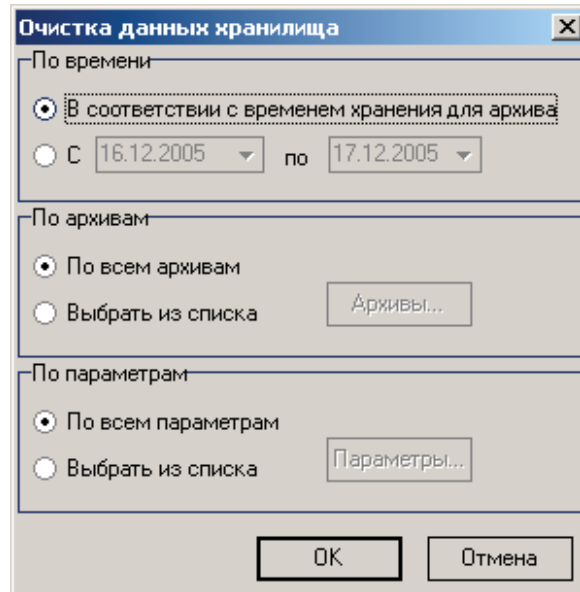 Очистка данных хранилища
По времени
В соответствии с временем хранения для архива
С 16.12.2005 по 17.12.2005
По архивам
По всем архивам
Выбрать из списка Архивы...
По параметрам
По всем параметрам
Выбрать из списка Параметры...
OK Отмена